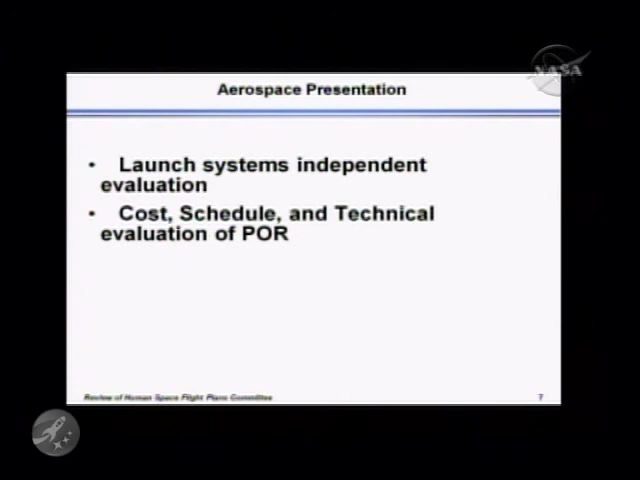 NASA
Aerospace Presentation
• Launch systems independent
evaluation
• Cost, Schedule, and Technical
evaluation of POR
Review of Human Space Flight Plans Committee
7